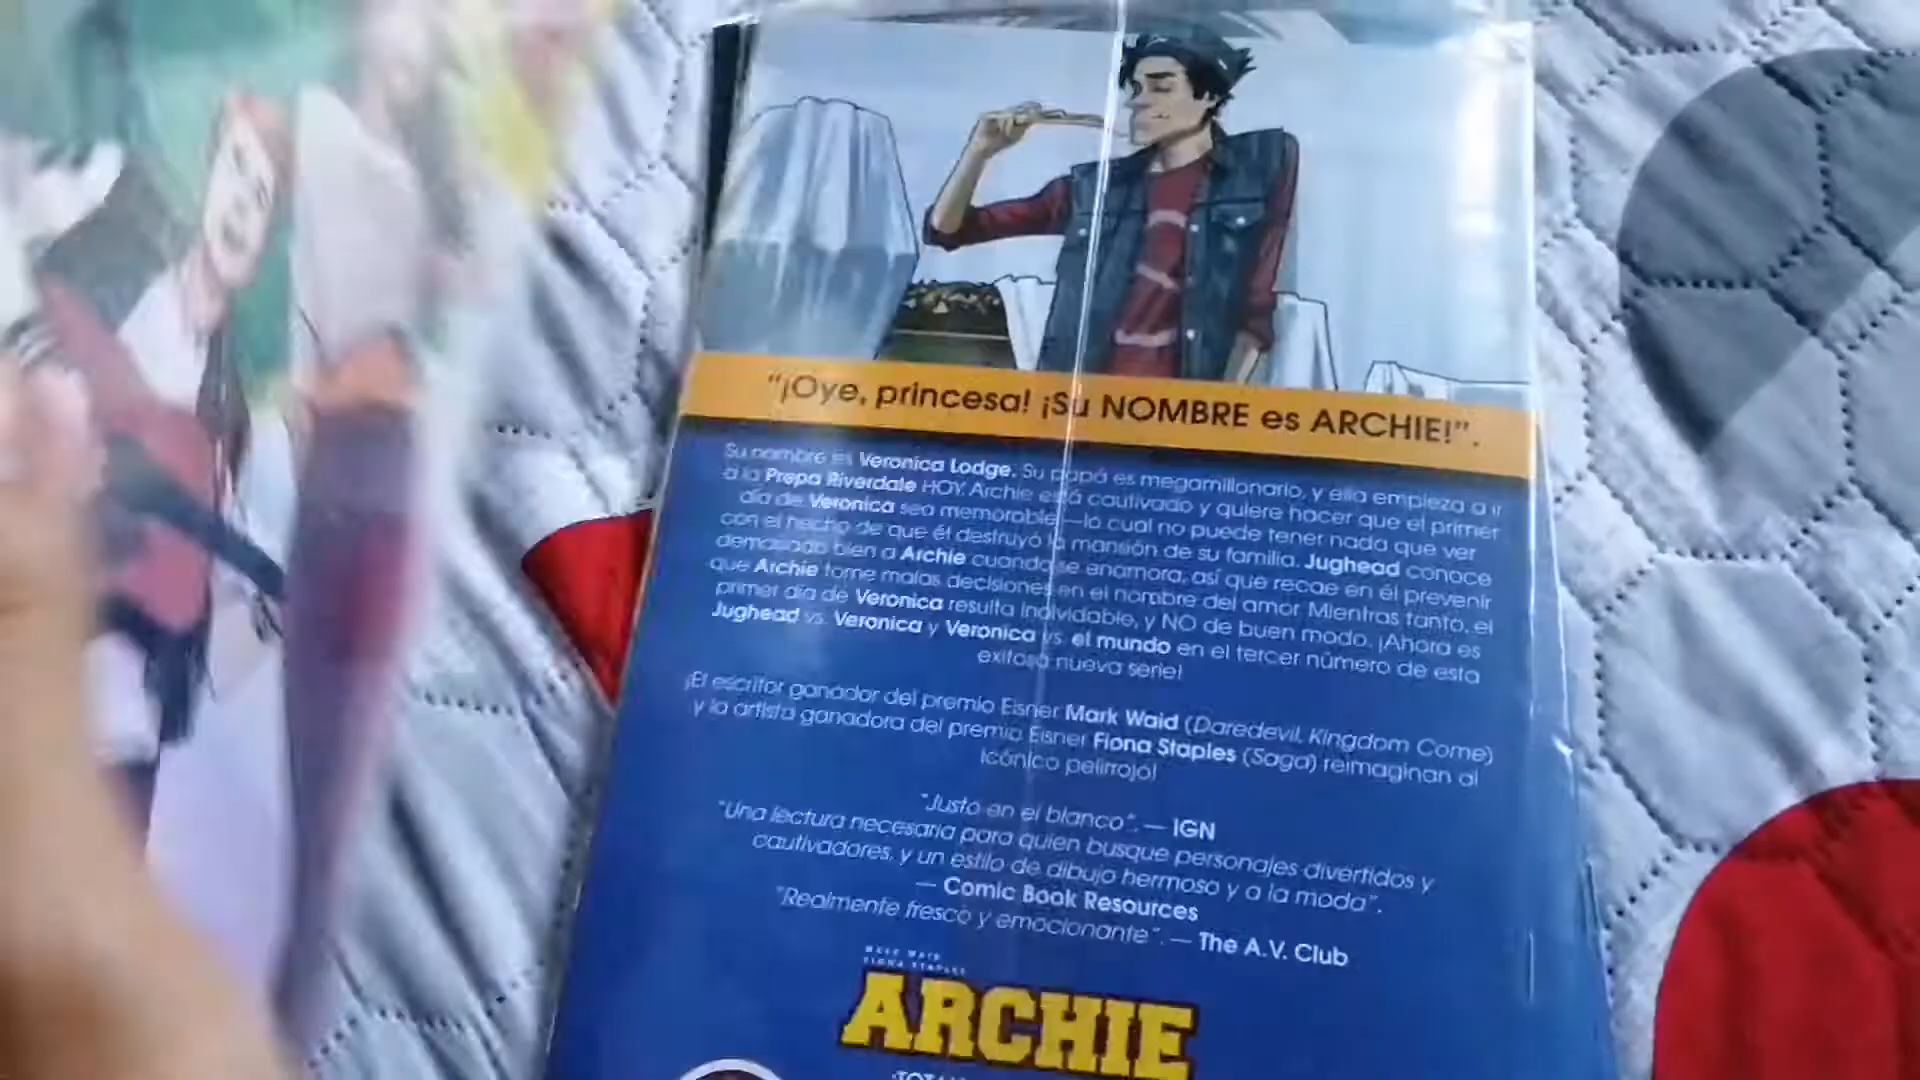 "¡Oye, princesa! ¡Su NOMBRE es ARCHIE!".
Su nombre es Veronica Lodge. Su papá es megamillonario, y ella empieza a ir
a la Prepa Riverdale HOY. Archie está cautivado y quiere hacer que el primer
día de Veronica sea memorable —lo cual no puede tener nada que ver
con el hecho de que él destruyó la mansión de su familia. Jughead conoce
demasiado bien a Archie cuando se enamora, así que recae en él prevenir
que Archie tome malas decisiones en el nombre del amor. Mientras tanto, el
primer día de Veronica resulta inolvidable, y NO de buen modo. ¡Ahora es
Jughead vs. Veronica y Veronica vs. el mundo en el tercer número de esta
exitosa nueva serie!
¡El escritor ganador del premio Eisner Mark Waid (Daredevil, Kingdom Come)
y la artista ganadora del premio Eisner Fiona Staples (Saga) reimaginan al
icónico pelirrojo!
"Justo en el blanco". — IGN
"Una lectura necesaria para quien busque personajes divertidos y
cautivadores, y un estilo de dibujo hermoso y a la moda".
— Comic Book Resources
"Realmente fresco y emocionante". — The A.V. Club
MARK WAID
FIONA STAPLES
ARCHIE